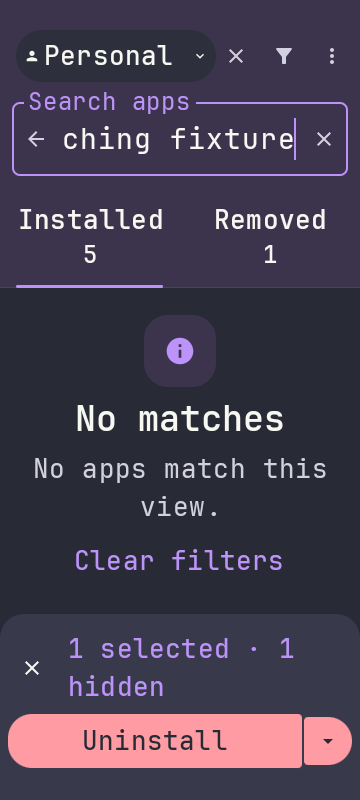 Personal
Search apps
ching fixture
Installed
5
Removed
1
No matches
No apps match this
view.
Clear filters
1 selected · 1
hidden
Uninstall